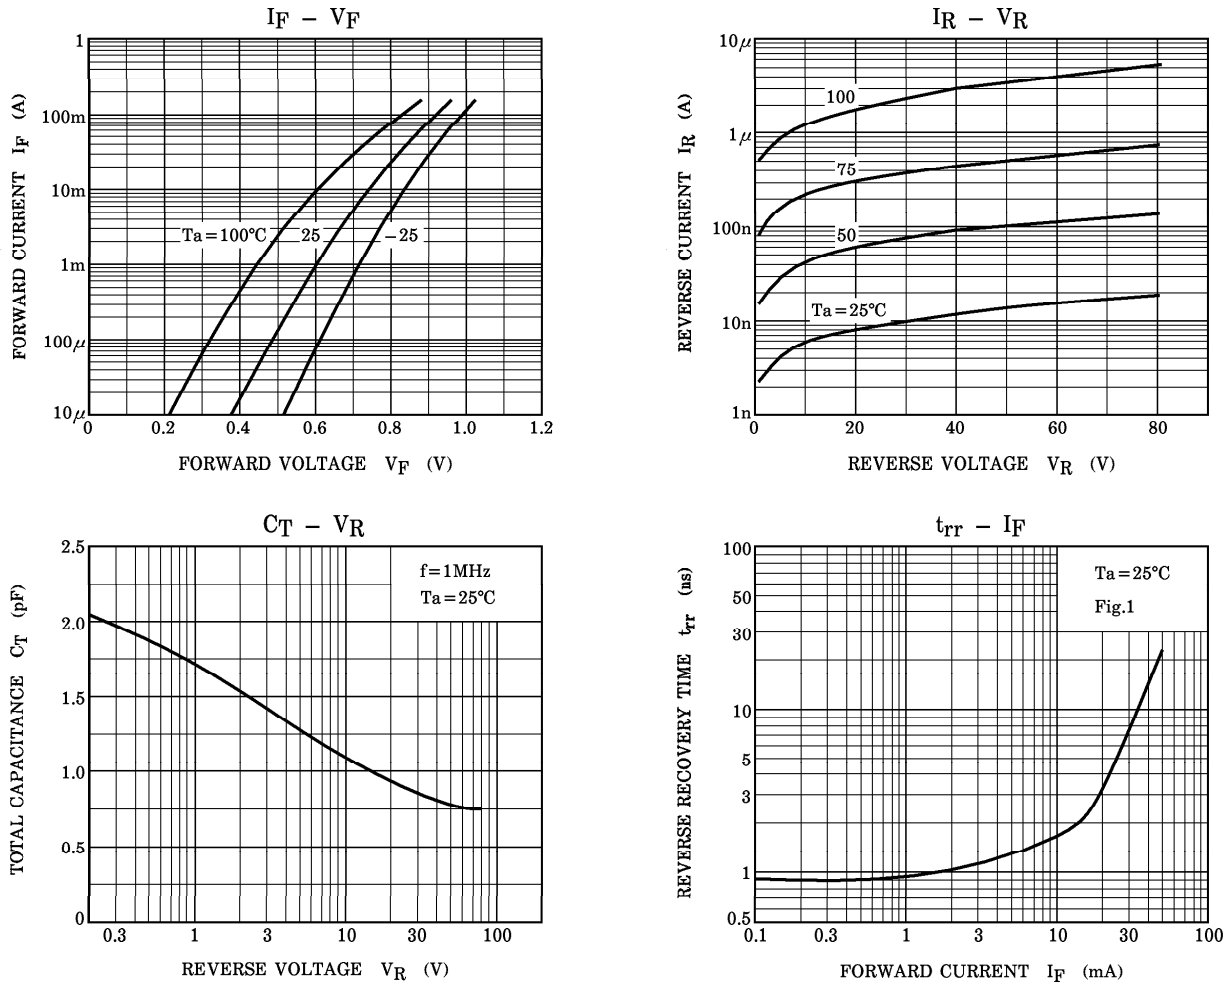 IF – VF
1
100m
10m
1m
100μ
10μ
FORWARD CURRENT IF (A)
Ta=100°C
25
−25
0
0.2
0.4
0.6
0.8
1.0
1.2
FORWARD VOLTAGE VF (V)
IR – VR
10μ
1μ
100n
10n
1n
REVERSE CURRENT IR (A)
100
75
50
Ta=25°C
0
20
40
60
80
REVERSE VOLTAGE VR (V)
CT – VR
2.5
2.0
1.5
1.0
0.5
0
TOTAL CAPACITANCE CT (pF)
f=1MHz
Ta=25°C
0.3
1
3
10
30
100
REVERSE VOLTAGE VR (V)
trr – IF
100
50
30
10
5
3
1
0.5
REVERSE RECOVERY TIME trr (ns)
Ta=25°C
Fig.1
0.1
0.3
1
3
10
30
100
FORWARD CURRENT IF (mA)